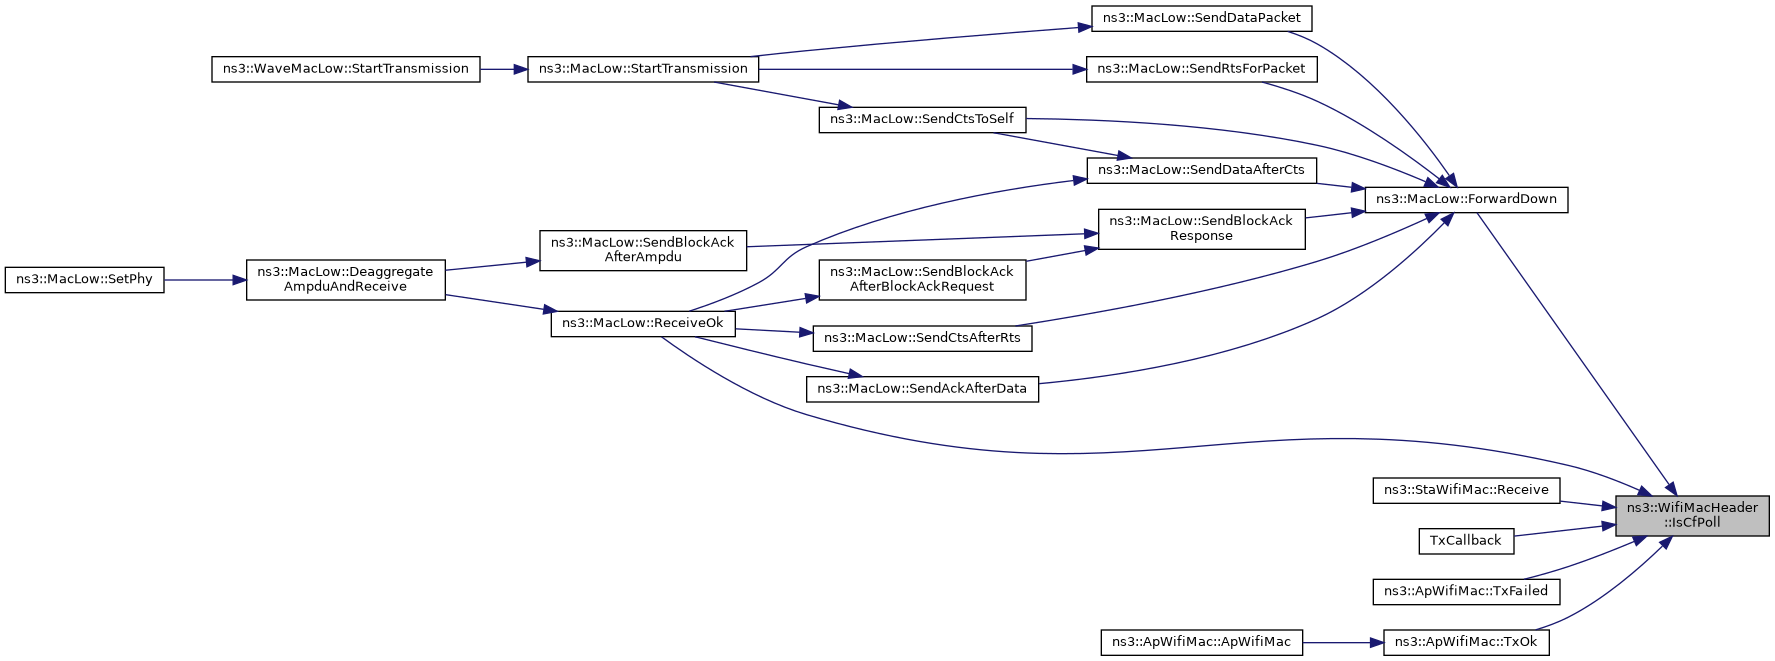 ns3::MacLow::SendDataPacket
ns3::WaveMacLow::StartTransmission
ns3::MacLow::StartTransmission
ns3::MacLow::SendRtsForPacket
ns3::MacLow::SendCtsToSelf
ns3::MacLow::SendDataAfterCts
ns3::MacLow::ForwardDown
ns3::MacLow::SendBlockAck
Response
ns3::MacLow::SendBlockAck
AfterAmpdu
ns3::MacLow::SetPhy
ns3::MacLow::Deaggregate
AmpduAndReceive
ns3::MacLow::SendBlockAck
AfterBlockAckRequest
ns3::MacLow::ReceiveOk
ns3::MacLow::SendCtsAfterRts
ns3::MacLow::SendAckAfterData
ns3::StaWifiMac::Receive
ns3::WifiMacHeader
::IsCfPoll
TxCallback
ns3::ApWifiMac::TxFailed
ns3::ApWifiMac::ApWifiMac
ns3::ApWifiMac::TxOk